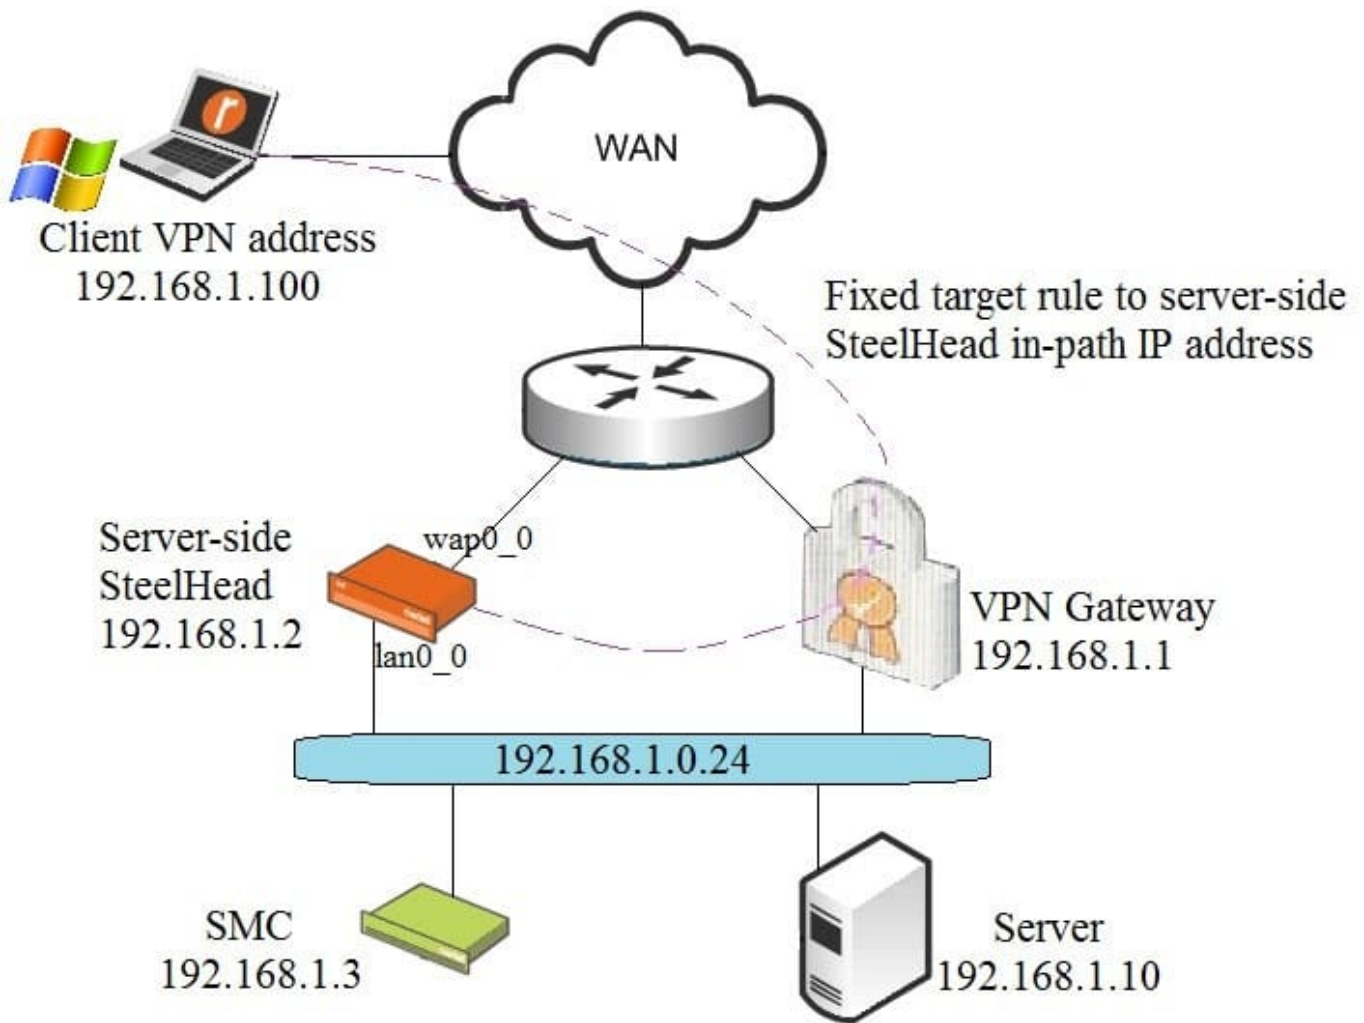 WAN
r
Client VPN address
192.168.1.100
Fixed target rule to server-side
SteelHead in-path IP address
Server-side
SteelHead
192.168.1.2
wap0_0
lan0_0
VPN Gateway
192.168.1.1
192.168.1.0.24
SMC
192.168.1.3
Server
192.168.1.10